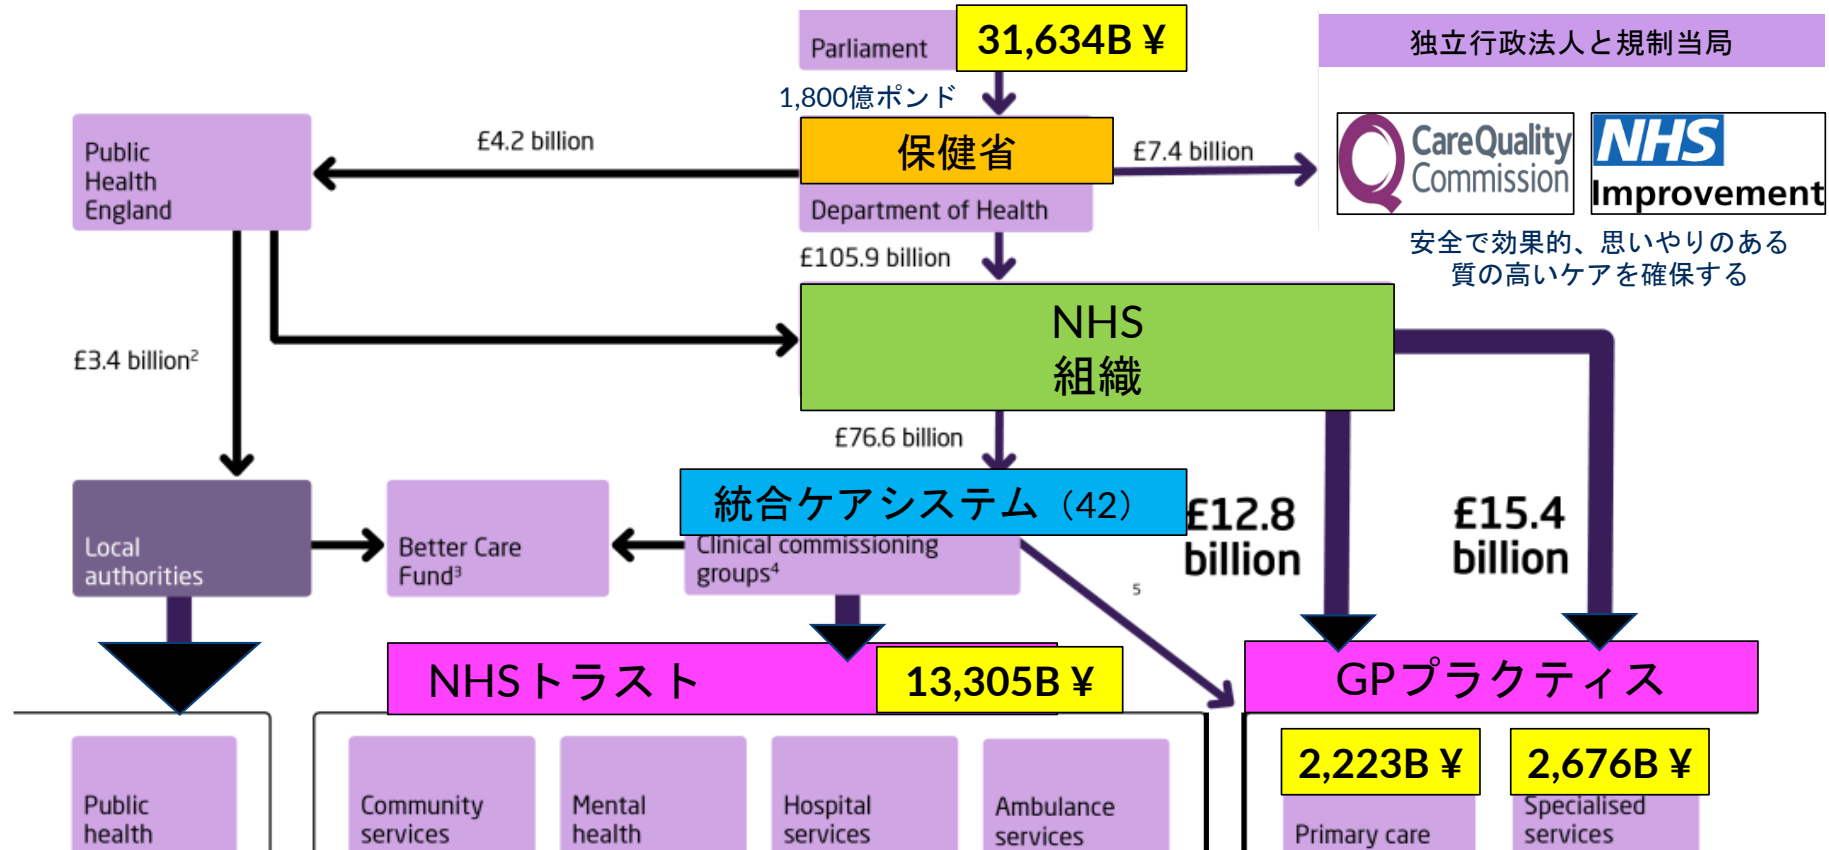 Parliament
31,634B ¥
独立行政法人と規制当局
1,800億ポンド
Public
Health
England
£4.2 billion
保健省
Department of Health
£7.4 billion
CareQuality
Commission
NHS
Improvement
安全で効果的、思いやりのある
質の高いケアを確保する
£105.9 billion
NHS
組織
£3.4 billion²
£76.6 billion
統合ケアシステム（42）
£12.8
billion
£15.4
billion
Local
authorities
Better Care
Fund³
Clinical commissioning
groups⁴
5
NHSトラスト
13,305B ¥
GPプラクティス
2,223B ¥
2,676B ¥
Public
health
Community
services
Mental
health
Hospital
services
Ambulance
services
Primary care
Specialised
services